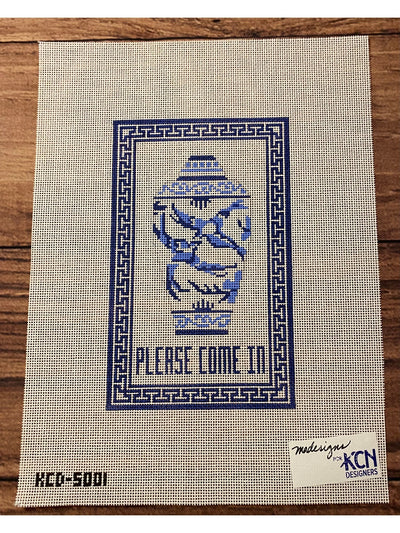 PLEASE COME IN
madesigns
FOR KCN
DESIGNERS
KCD-5001